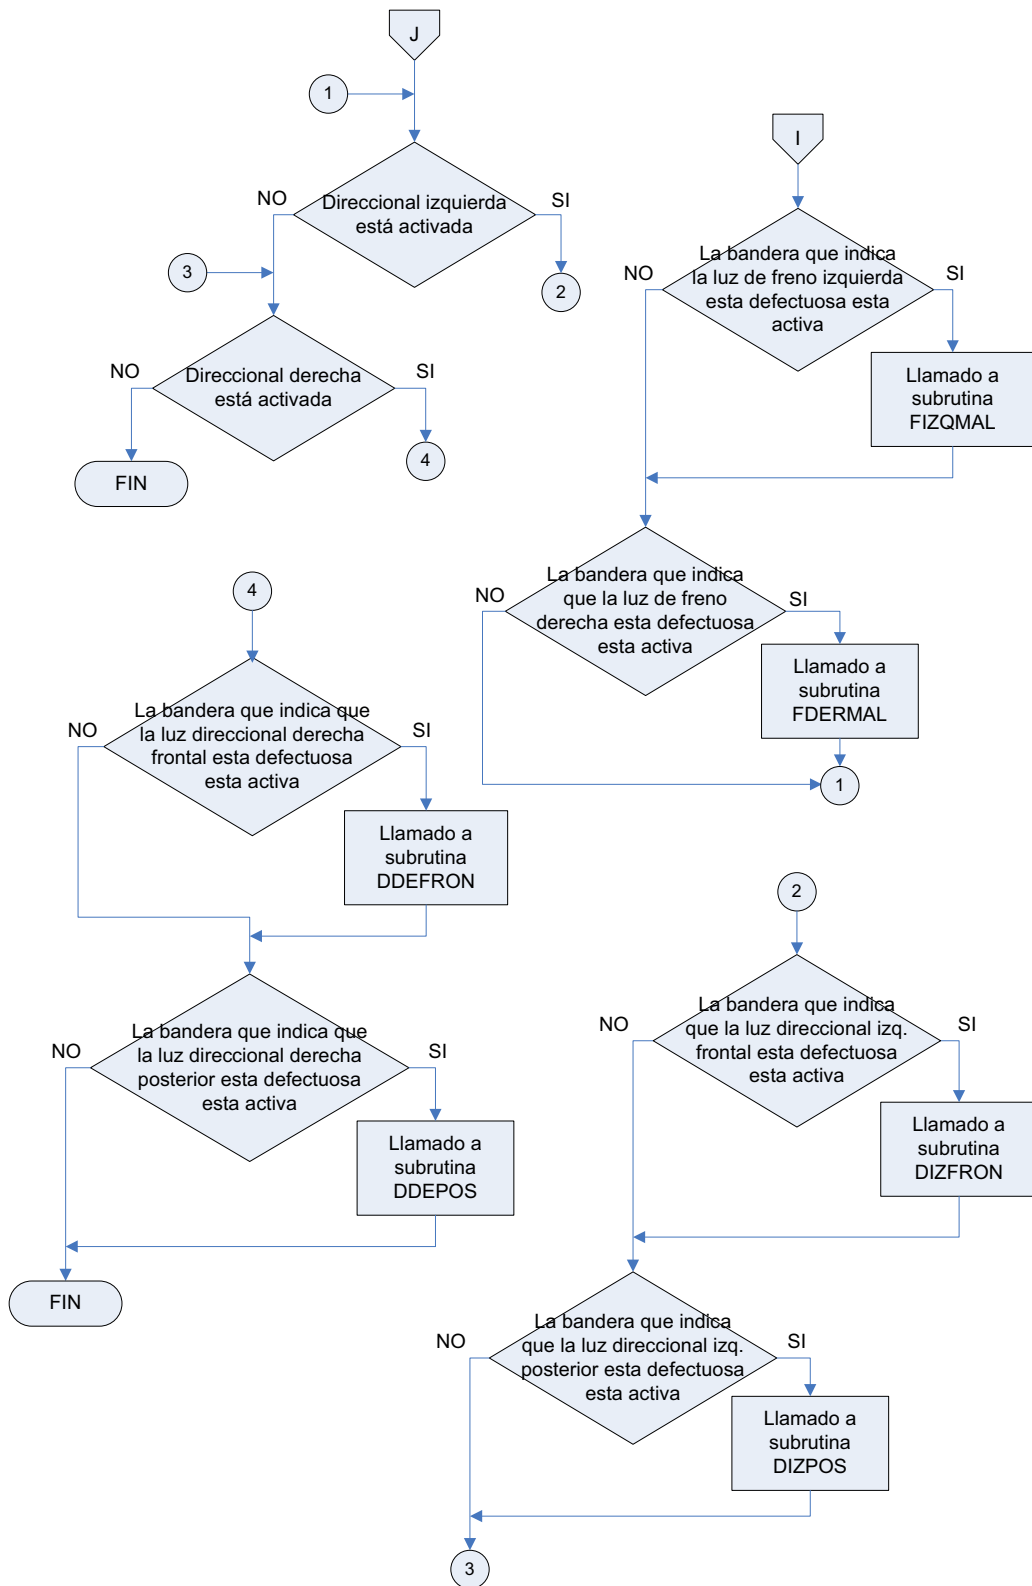 J
1
Direccional izquierda
está activada
NO
SI
3
2
Direccional derecha
está activada
NO
SI
FIN
4
I
La bandera que indica
la luz de freno izquierda
esta defectuosa esta
activa
NO
SI
Llamado a
subrutina
FIZQMAL
La bandera que indica
que la luz de freno
derecha esta defectuosa
esta activa
NO
SI
Llamado a
subrutina
FDERMAL
1
4
La bandera que indica que
la luz direccional derecha
frontal esta defectuosa
esta activa
NO
SI
Llamado a
subrutina
DDEFRON
La bandera que indica que
la luz direccional derecha
posterior esta defectuosa
esta activa
NO
SI
Llamado a
subrutina
DDEPOS
FIN
2
La bandera que indica
que la luz direccional izq.
frontal esta defectuosa
esta activa
NO
SI
Llamado a
subrutina
DIZFRON
La bandera que indica
que la luz direccional izq.
posterior esta defectuosa
esta activa
NO
SI
Llamado a
subrutina
DIZPOS
3